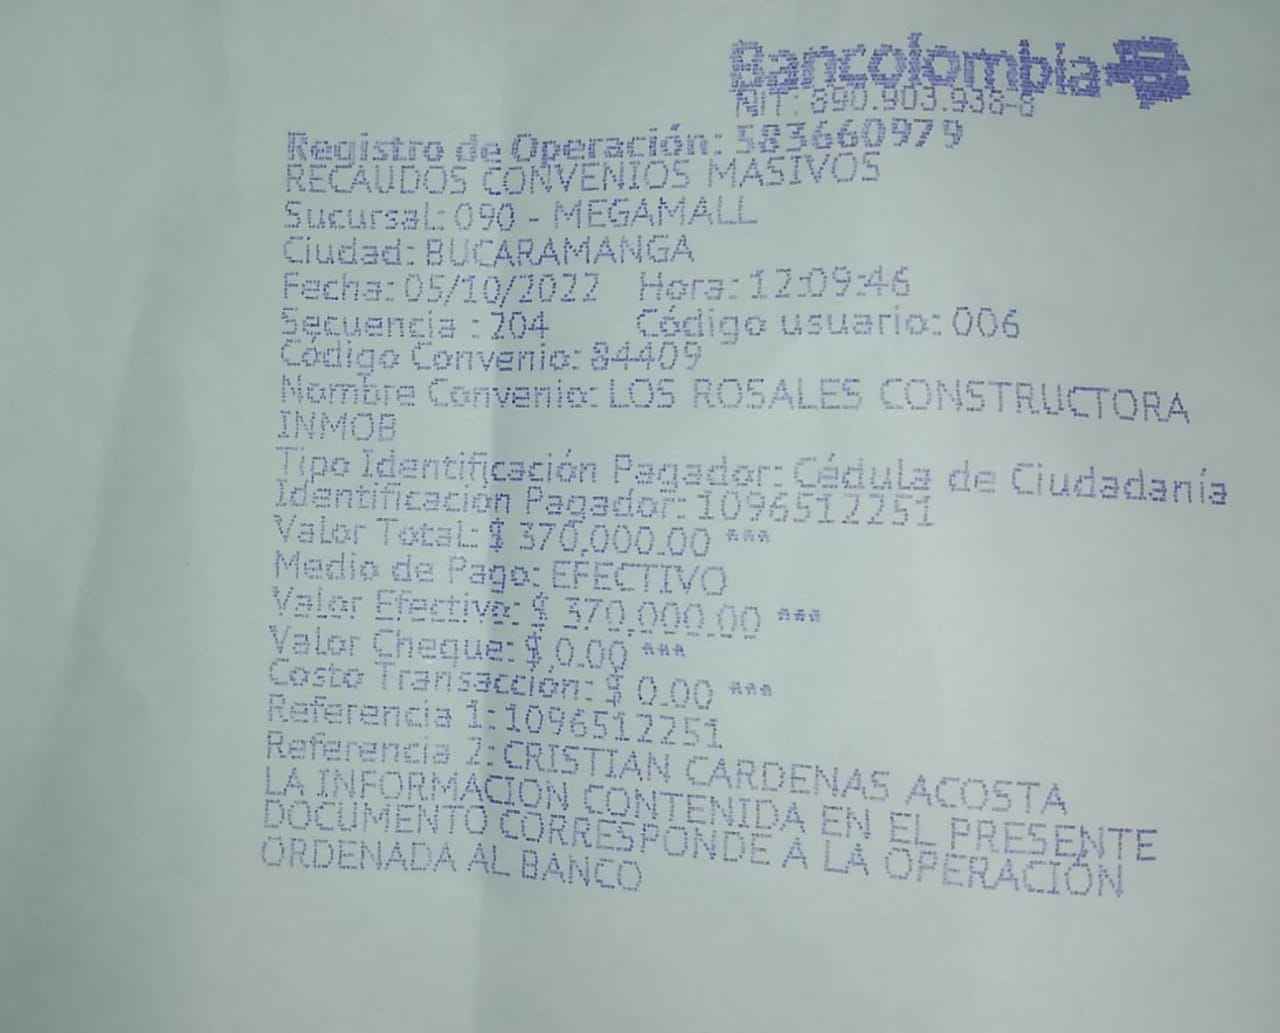 Bancolombia
NIT: 890.903.938-8
Registro de Operación: 583660979
RECAUDOS CONVENIOS MASIVOS
Sucursal: 090 - MEGAMALL
Ciudad: BUCARAMANGA
Fecha: 05/10/2022 Hora: 12:09:46
Secuencia : 204 Código usuario: 006
Código Convenio: 84409
Nombre Convenio: LOS ROSALES CONSTRUCTORA
INMOB
Tipo Identificación Pagador: Cédula de Ciudadanía
Identificación Pagador: 1096512251
Valor Total: $ 370,000.00 ***
Medio de Pago: EFECTIVO
Valor Efectivo: $ 370,000.00 ***
Valor Cheque: $ 0.00 ***
Costo Transacción: $ 0.00 ***
Referencia 1: 1096512251
Referencia 2: CRISTIAN CARDENAS ACOSTA
LA INFORMACION CONTENIDA EN EL PRESENTE
DOCUMENTO CORRESPONDE A LA OPERACIÓN
ORDENADA AL BANCO